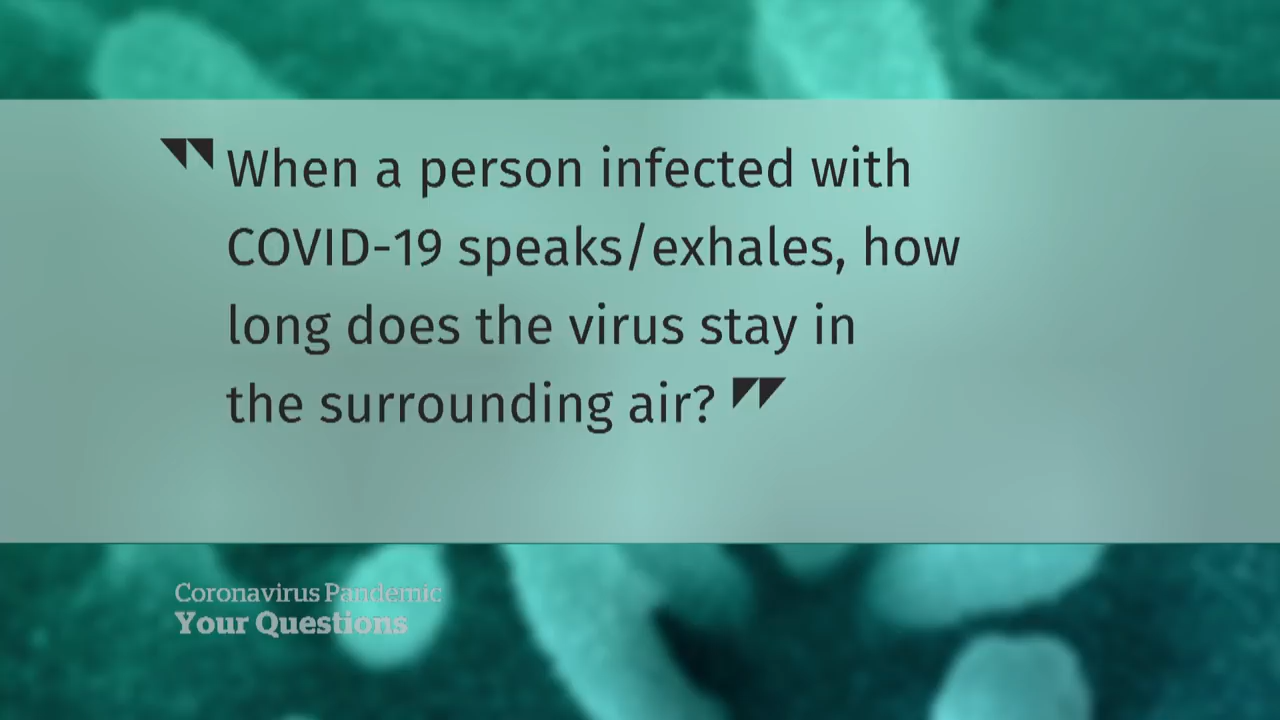 "When a person infected with
COVID-19 speaks/exhales, how
long does the virus stay in
the surrounding air?"
Coronavirus Pandemic
Your Questions